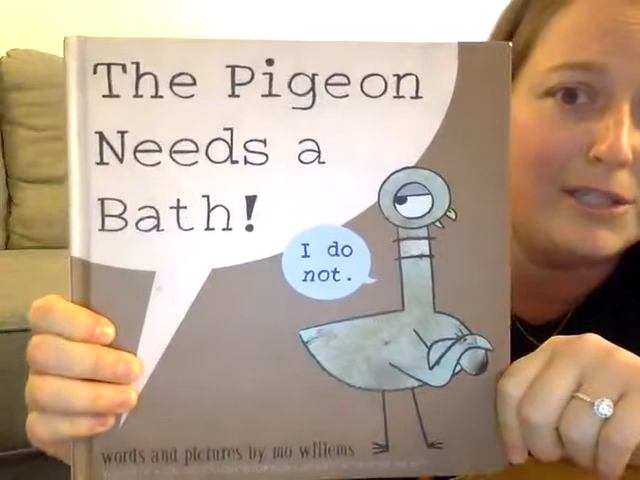 The Pigeon
Needs a
Bath!
I do
not.
words and pictures by mo willems